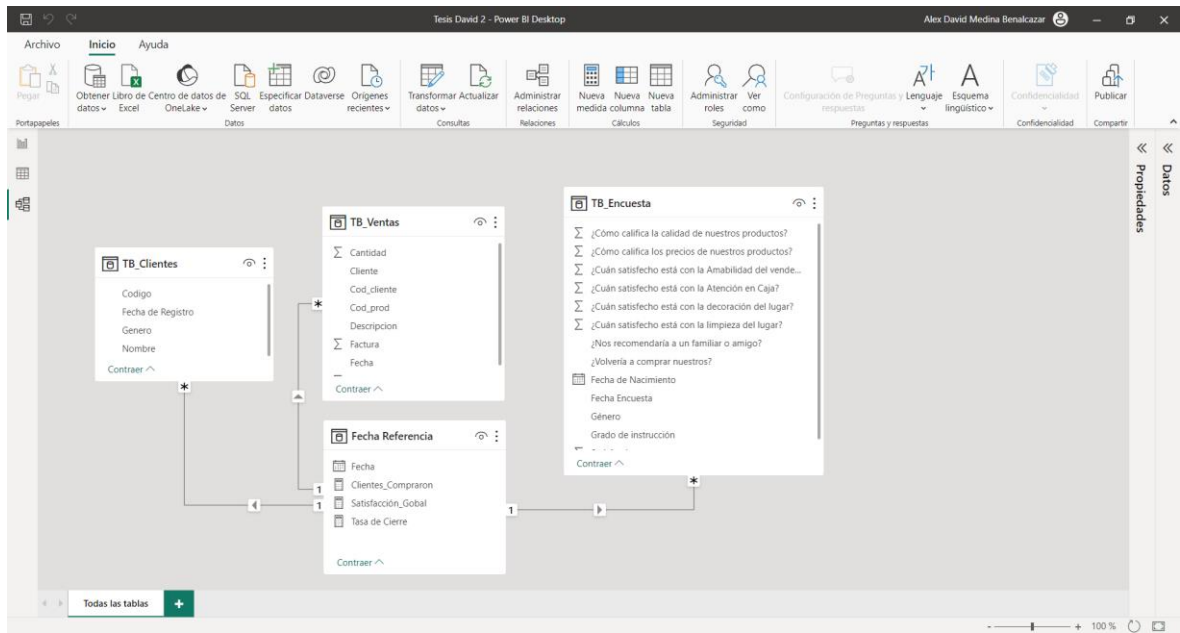 Tesis David 2 - Power BI Desktop
Alex David Medina Benalcazar
Archivo Inicio Ayuda
Pegar
Obtener datos
Libro de Excel
Centro de datos de OneLake
SQL Server
Especificar datos
Dataverse
Orígenes recientes
Transformar datos
Actualizar
Administrar relaciones
Nueva medida
Nueva columna
Nueva tabla
Administrar roles
Ver como
Configuración de Preguntas y respuestas
Lenguaje
Esquema lingüístico
Confidencialidad
Publicar
Portapapeles
Datos
Consultas
Relaciones
Cálculos
Seguridad
Preguntas y respuestas
Confidencialidad
Compartir
Propiedades
Datos
TB_Clientes
Codigo
Fecha de Registro
Genero
Nombre
Contraer
*
TB_Ventas
Cantidad
Cliente
Cod_cliente
Cod_prod
Descripcion
Factura
Fecha
Contraer
*
Fecha Referencia
Fecha
Clientes_Compraron
Satisfacción_Gobal
Tasa de Cierre
Contraer
1
1
1
TB_Encuesta
¿Cómo califica la calidad de nuestros productos?
¿Cómo califica los precios de nuestros productos?
¿Cuán satisfecho está con la Amabilidad del vende...
¿Cuán satisfecho está con la Atención en Caja?
¿Cuán satisfecho está con la decoración del lugar?
¿Cuán satisfecho está con la limpieza del lugar?
¿Nos recomendaría a un familiar o amigo?
¿Volvería a comprar nuestros?
Fecha de Nacimiento
Fecha Encuesta
Género
Grado de instrucción
Contraer
*
Todas las tablas
+
- + 100 %